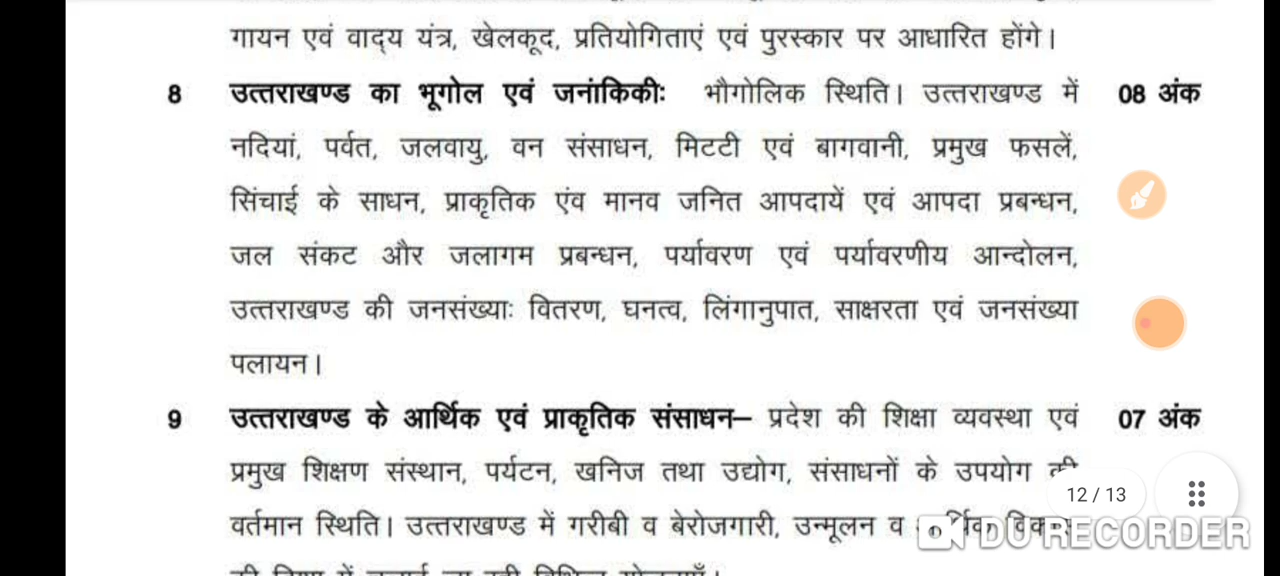 गायन एवं वाद्य यंत्र, खेलकूद, प्रतियोगिताएं एवं पुरस्कार पर आधारित होंगे।
8 उत्तराखण्ड का भूगोल एवं जनांकिकीः भौगोलिक स्थिति। उत्तराखण्ड में 08 अंक
नदियां, पर्वत, जलवायु, वन संसाधन, मिटटी एवं बागवानी, प्रमुख फसलें,
सिंचाई के साधन, प्राकृतिक एंव मानव जनित आपदायें एवं आपदा प्रबन्धन,
जल संकट और जलागम प्रबन्धन, पर्यावरण एवं पर्यावरणीय आन्दोलन,
उत्तराखण्ड की जनसंख्याः वितरण, घनत्व, लिंगानुपात, साक्षरता एवं जनसंख्या
पलायन।
9 उत्तराखण्ड के आर्थिक एवं प्राकृतिक संसाधन– प्रदेश की शिक्षा व्यवस्था एवं 07 अंक
प्रमुख शिक्षण संस्थान, पर्यटन, खनिज तथा उद्योग, संसाधनों के उपयोग की
12 / 13
वर्तमान स्थिति। उत्तराखण्ड में गरीबी व बेरोजगारी, उन्मूलन व
DU RECORDER